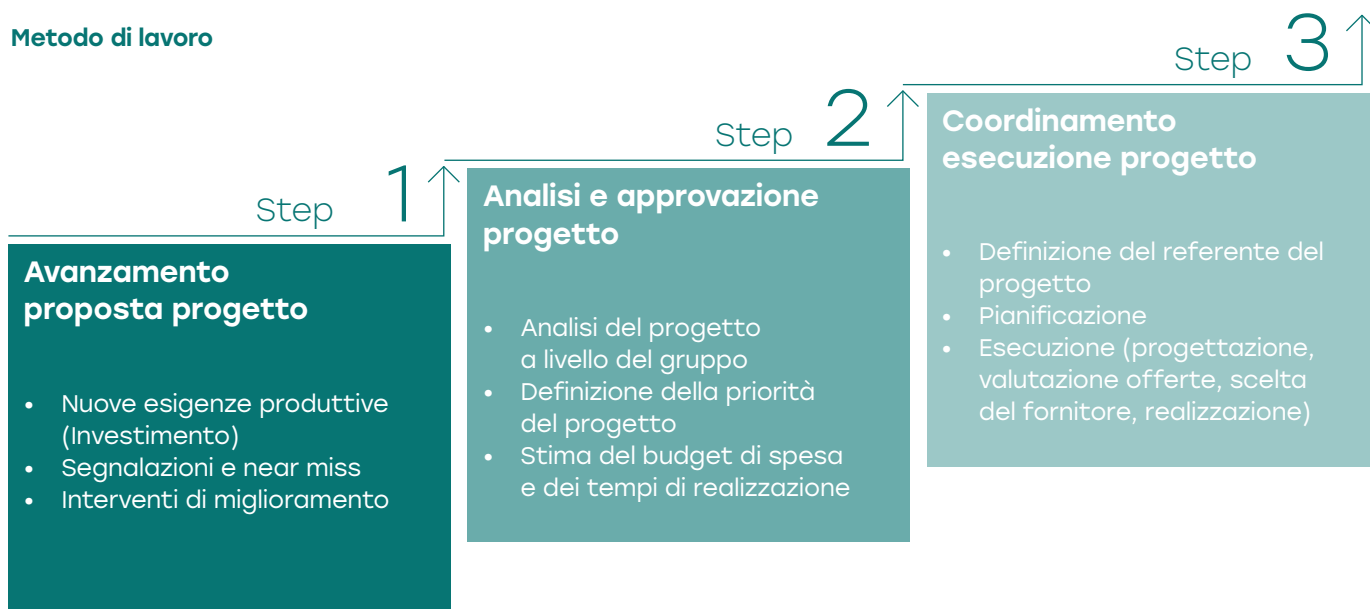 Metodo di lavoro
Step 1
Avanzamento
proposta progetto
• Nuove esigenze produttive
(Investimento)
• Segnalazioni e near miss
• Interventi di miglioramento
Step 2
Analisi e approvazione
progetto
• Analisi del progetto
a livello del gruppo
• Definizione della priorità
del progetto
• Stima del budget di spesa
e dei tempi di realizzazione
Step 3
Coordinamento
esecuzione progetto
• Definizione del referente del
progetto
• Pianificazione
• Esecuzione (progettazione,
valutazione offerte, scelta
del fornitore, realizzazione)